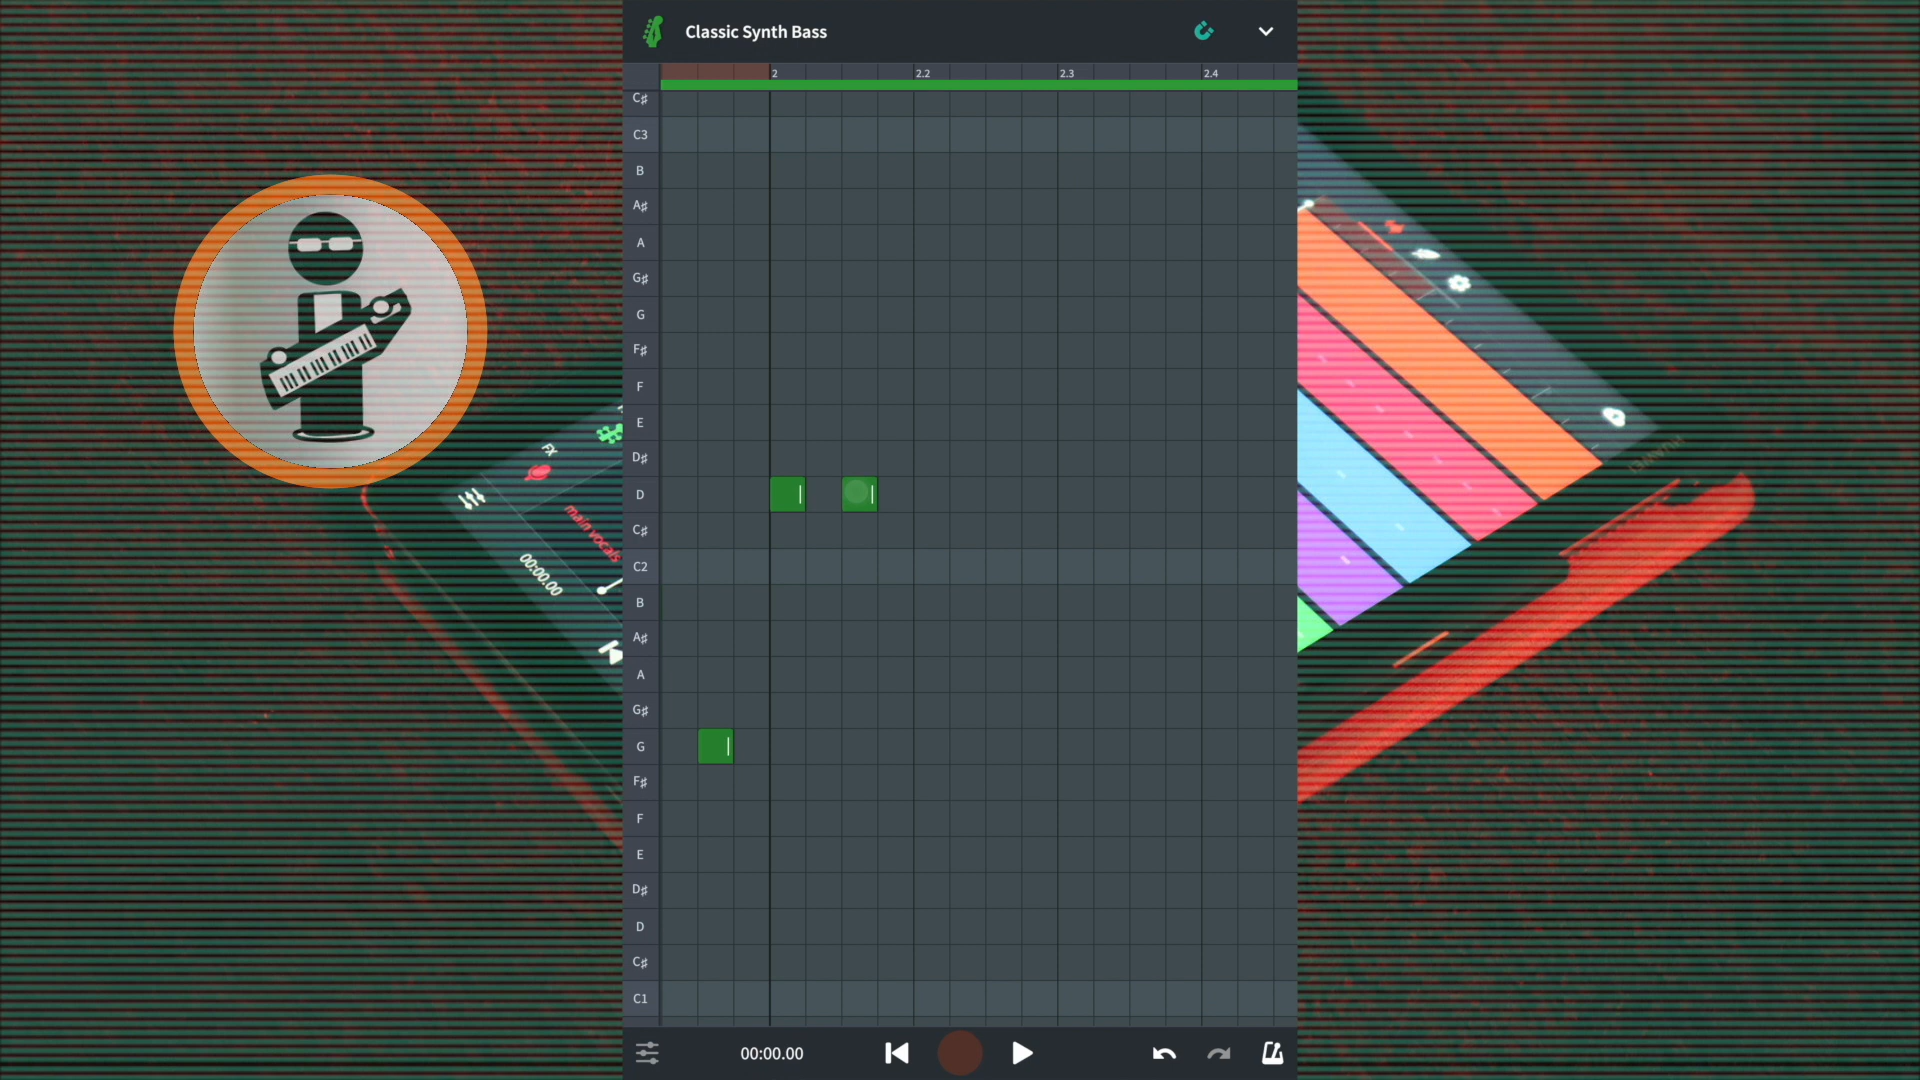 Classic Synth Bass
2
2.2
2.3
2.4
C♯
C3
B
A♯
A
G♯
G
F♯
F
E
D♯
D
C♯
C2
B
A♯
A
G♯
G
F♯
F
E
D♯
D
C♯
C1
00:00.00
FX
main vocals
00:00.00
HUAWEI